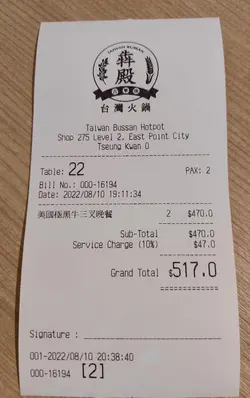 TAIWAN BUSSAN
犇殿
台灣火鍋
Taiwan Bussan Hotpot
Shop 275 Level 2, East Point City
Tseung Kwan O
Table: 22 PAX: 2
Bill No.: 000-16194
Date: 2022/08/10 19:11:34
美國極黑牛三叉晚餐 2 $470.0
Sub-Total $470.0
Service Charge (10%) $47.0
Grand Total $517.0
Signature :
001-2022/08/10 20:38:40
000-16194 [2]